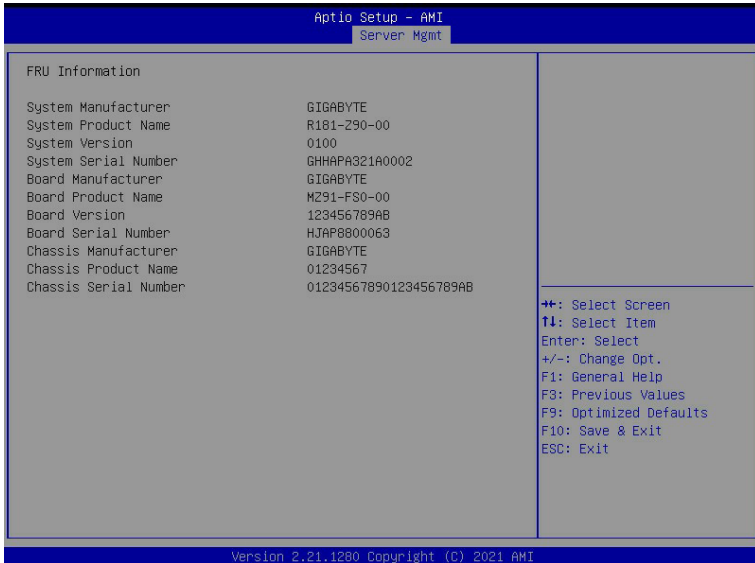 Aptio Setup – AMI
Server Mgmt
FRU Information
System Manufacturer GIGABYTE
System Product Name R181-Z90-00
System Version 0100
System Serial Number GHHAPA321A0002
Board Manufacturer GIGABYTE
Board Product Name MZ91-FS0-00
Board Version 123456789AB
Board Serial Number HJAP8800063
Chassis Manufacturer GIGABYTE
Chassis Product Name 01234567
Chassis Serial Number 01234567890123456789AB
→←: Select Screen
↑↓: Select Item
Enter: Select
+/-: Change Opt.
F1: General Help
F3: Previous Values
F9: Optimized Defaults
F10: Save & Exit
ESC: Exit
Version 2.21.1280 Copyright (C) 2021 AMI